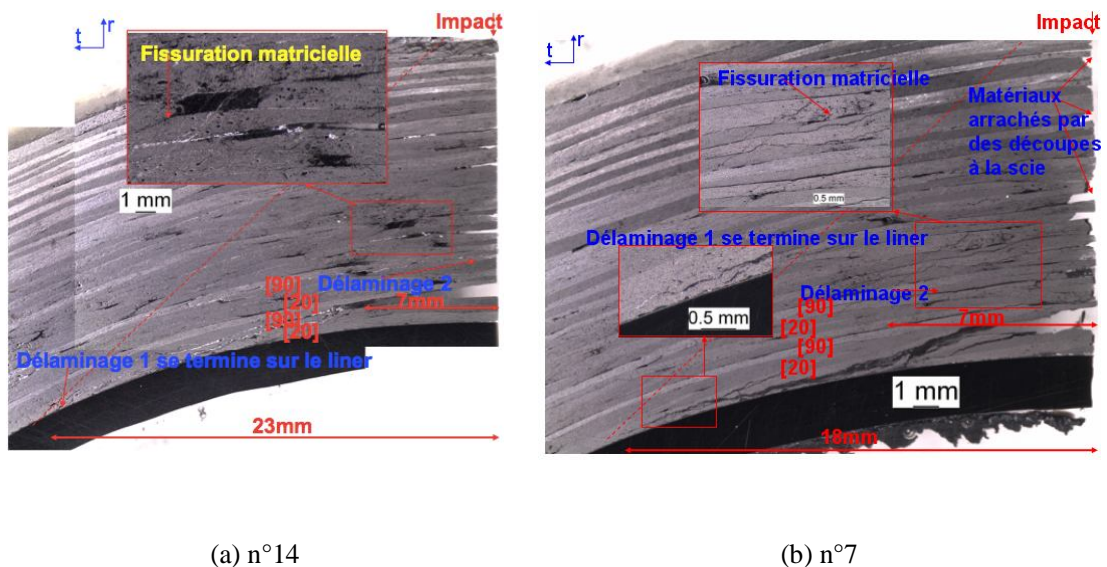 Impact
t
r
Fissuration matricielle
1 mm
Délaminage 2
[90]
[20]
[90]
[20]
7mm
Délaminage 1 se termine sur le liner
23mm
(a) n°14
Impact
t
r
Fissuration matricielle
Matériaux
arrachés par
des découpes
à la scie
0.5 mm
Délaminage 1 se termine sur le liner
Délaminage 2
0.5 mm
[90]
[20]
[90]
[20]
7mm
1 mm
18mm
(b) n°7